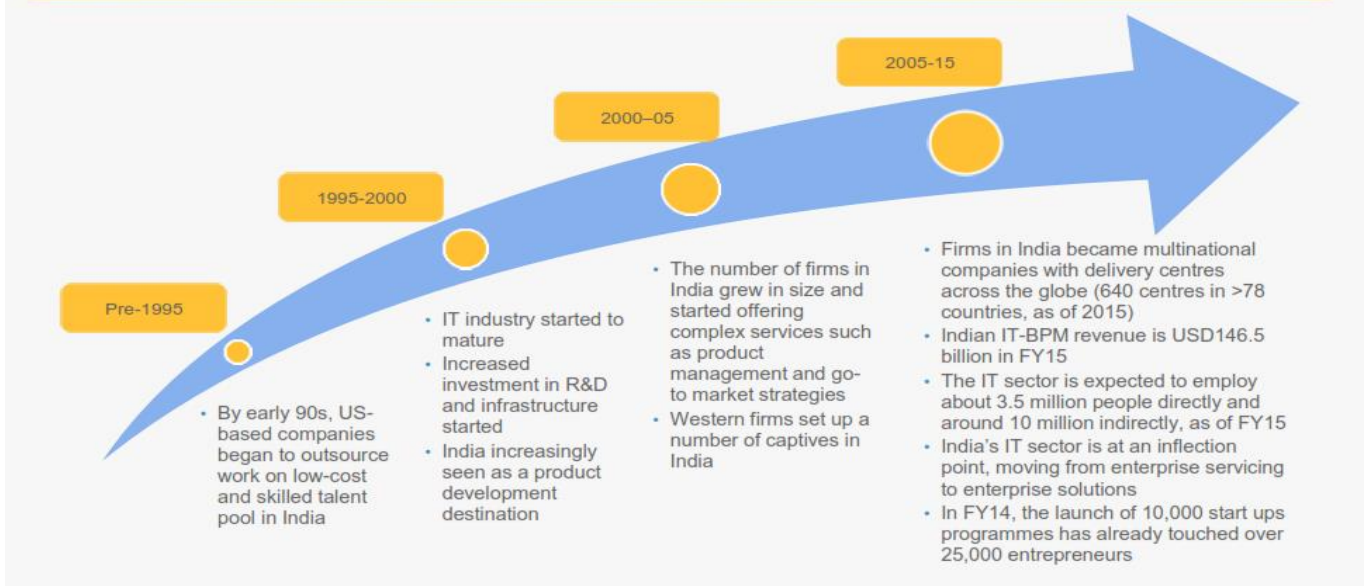 2005-15
2000–05
1995-2000
Pre-1995
• By early 90s, US-
based companies
began to outsource
work on low-cost
and skilled talent
pool in India
• IT industry started to
mature
• Increased
investment in R&D
and infrastructure
started
• India increasingly
seen as a product
development
destination
• The number of firms in
India grew in size and
started offering
complex services such
as product
management and go-
to market strategies
• Western firms set up a
number of captives in
India
• Firms in India became multinational
companies with delivery centres
across the globe (640 centres in >78
countries, as of 2015)
• Indian IT-BPM revenue is USD146.5
billion in FY15
• The IT sector is expected to employ
about 3.5 million people directly and
around 10 million indirectly, as of FY15
• India’s IT sector is at an inflection
point, moving from enterprise servicing
to enterprise solutions
• In FY14, the launch of 10,000 start ups
programmes has already touched over
25,000 entrepreneurs